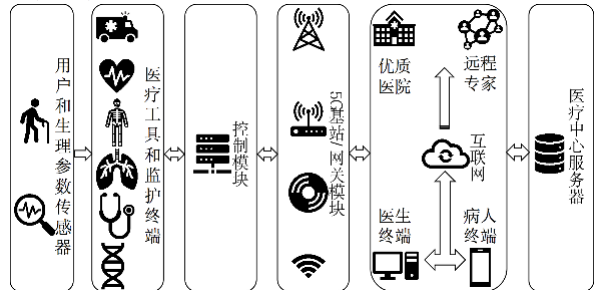 用户和生理参数传感器
医疗工具和监护终端
控制模块
5G基站/网关模块
优质
医院
远程
专家
互联网
医生
终端
病人
终端
医疗中心服务器